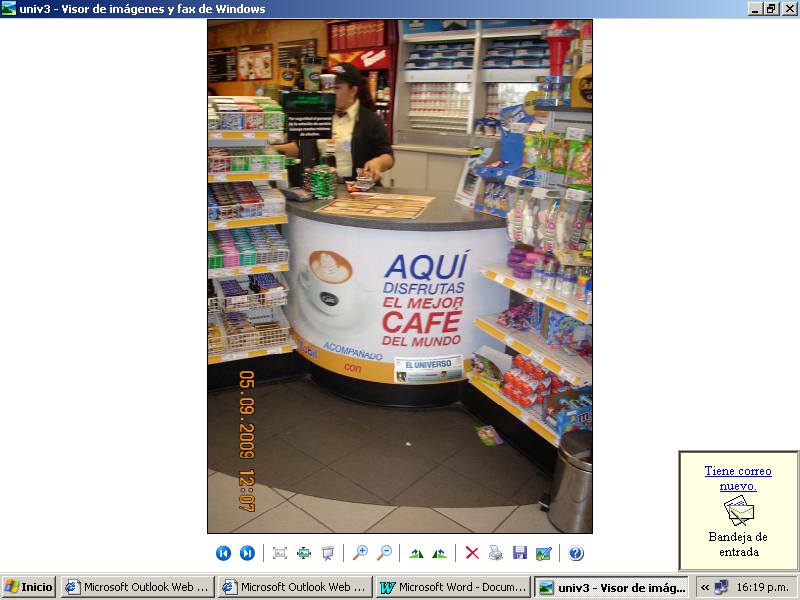 univ3 - Visor de imágenes y fax de Windows
AQUÍ
DISFRUTAS
EL MEJOR
CAFÉ
DEL MUNDO
Mobil
ACOMPAÑADO
con
EL UNIVERSO
05.09.2009 12:07
Tiene correo
nuevo.
Bandeja de
entrada
Inicio
Microsoft Outlook Web ...
Microsoft Outlook Web ...
Microsoft Word - Docum...
univ3 - Visor de imág...
16:19 p.m.